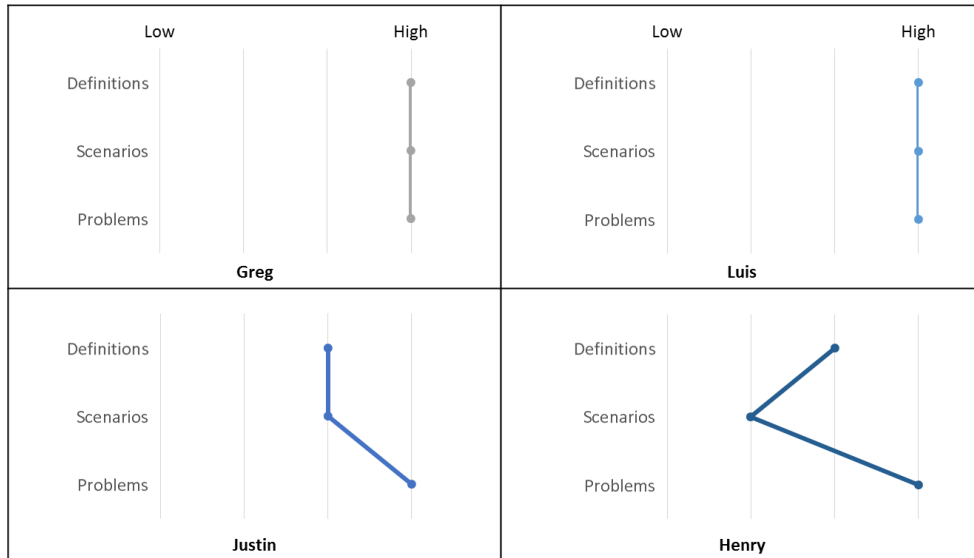 Low High
Definitions
Scenarios
Problems
Greg
Low High
Definitions
Scenarios
Problems
Luis
Definitions
Scenarios
Problems
Justin
Definitions
Scenarios
Problems
Henry